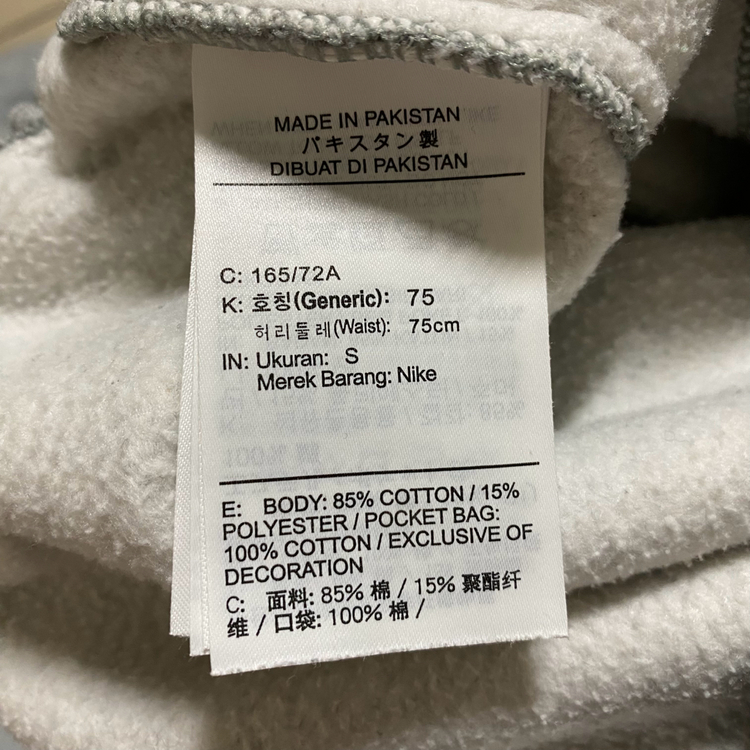 MADE IN PAKISTAN
パキスタン製
DIBUAT DI PAKISTAN
C: 165/72A
K: 호칭(Generic): 75
허리둘레(Waist): 75cm
IN: Ukuran: S
Merek Barang: Nike
E: BODY: 85% COTTON / 15%
POLYESTER / POCKET BAG:
100% COTTON / EXCLUSIVE OF
DECORATION
C: 面料: 85% 棉 / 15% 聚酯纤
维 / 口袋: 100% 棉 /